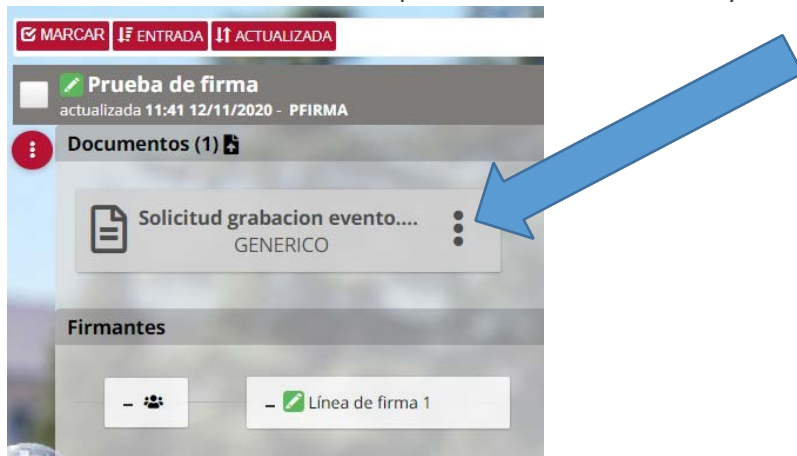 MARCAR ENTRADA ACTUALIZADA
Prueba de firma
actualizada 11:41 12/11/2020 - PFIRMA
Documentos (1)
Solicitud grabacion evento....
GENERICO
Firmantes
Línea de firma 1